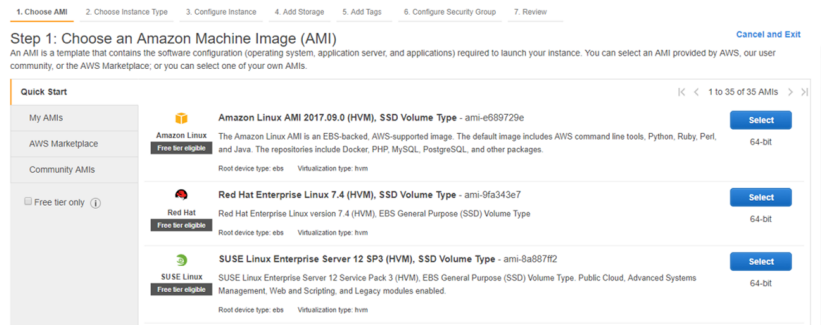 1. Choose AMI 2. Choose Instance Type 3. Configure Instance 4. Add Storage 5. Add Tags 6. Configure Security Group 7. Review
Step 1: Choose an Amazon Machine Image (AMI)
Cancel and Exit
An AMI is a template that contains the software configuration (operating system, application server, and applications) required to launch your instance. You can select an AMI provided by AWS, our user
community, or the AWS Marketplace; or you can select one of your own AMIs.
Quick Start
1 to 35 of 35 AMIs
My AMIs
AWS Marketplace
Community AMIs
Free tier only
Amazon Linux
Free tier eligible
Amazon Linux AMI 2017.09.0 (HVM), SSD Volume Type - ami-e689729e
The Amazon Linux AMI is an EBS-backed, AWS-supported image. The default image includes AWS command line tools, Python, Ruby, Perl,
and Java. The repositories include Docker, PHP, MySQL, PostgreSQL, and other packages.
Root device type: ebs Virtualization type: hvm
Select
64-bit
Red Hat
Free tier eligible
Red Hat Enterprise Linux 7.4 (HVM), SSD Volume Type - ami-9fa343e7
Red Hat Enterprise Linux version 7.4 (HVM), EBS General Purpose (SSD) Volume Type
Root device type: ebs Virtualization type: hvm
Select
64-bit
SUSE Linux
Free tier eligible
SUSE Linux Enterprise Server 12 SP3 (HVM), SSD Volume Type - ami-8a887ff2
SUSE Linux Enterprise Server 12 Service Pack 3 (HVM), EBS General Purpose (SSD) Volume Type. Public Cloud, Advanced Systems
Management, Web and Scripting, and Legacy modules enabled.
Root device type: ebs Virtualization type: hvm
Select
64-bit